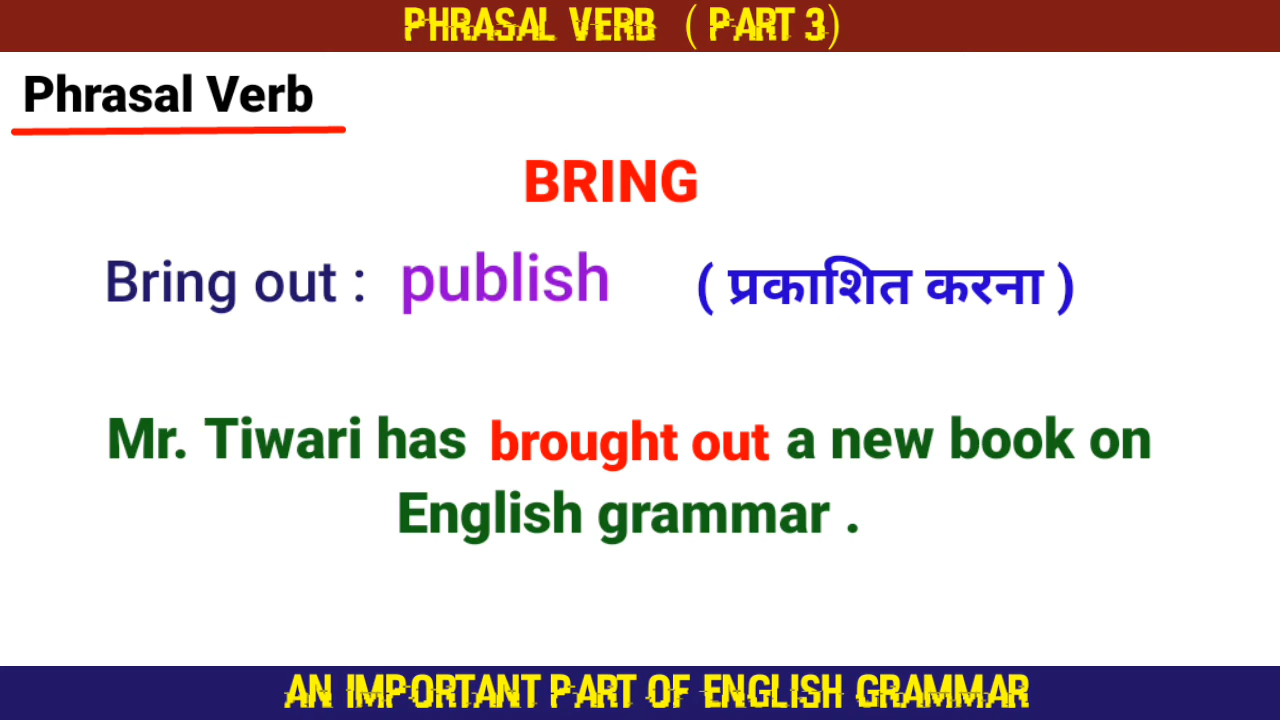 PHRASAL VERB ( PART 3)
Phrasal Verb
BRING
Bring out : publish ( प्रकाशित करना )
Mr. Tiwari has brought out a new book on
English grammar .
AN IMPORTANT PART OF ENGLISH GRAMMAR